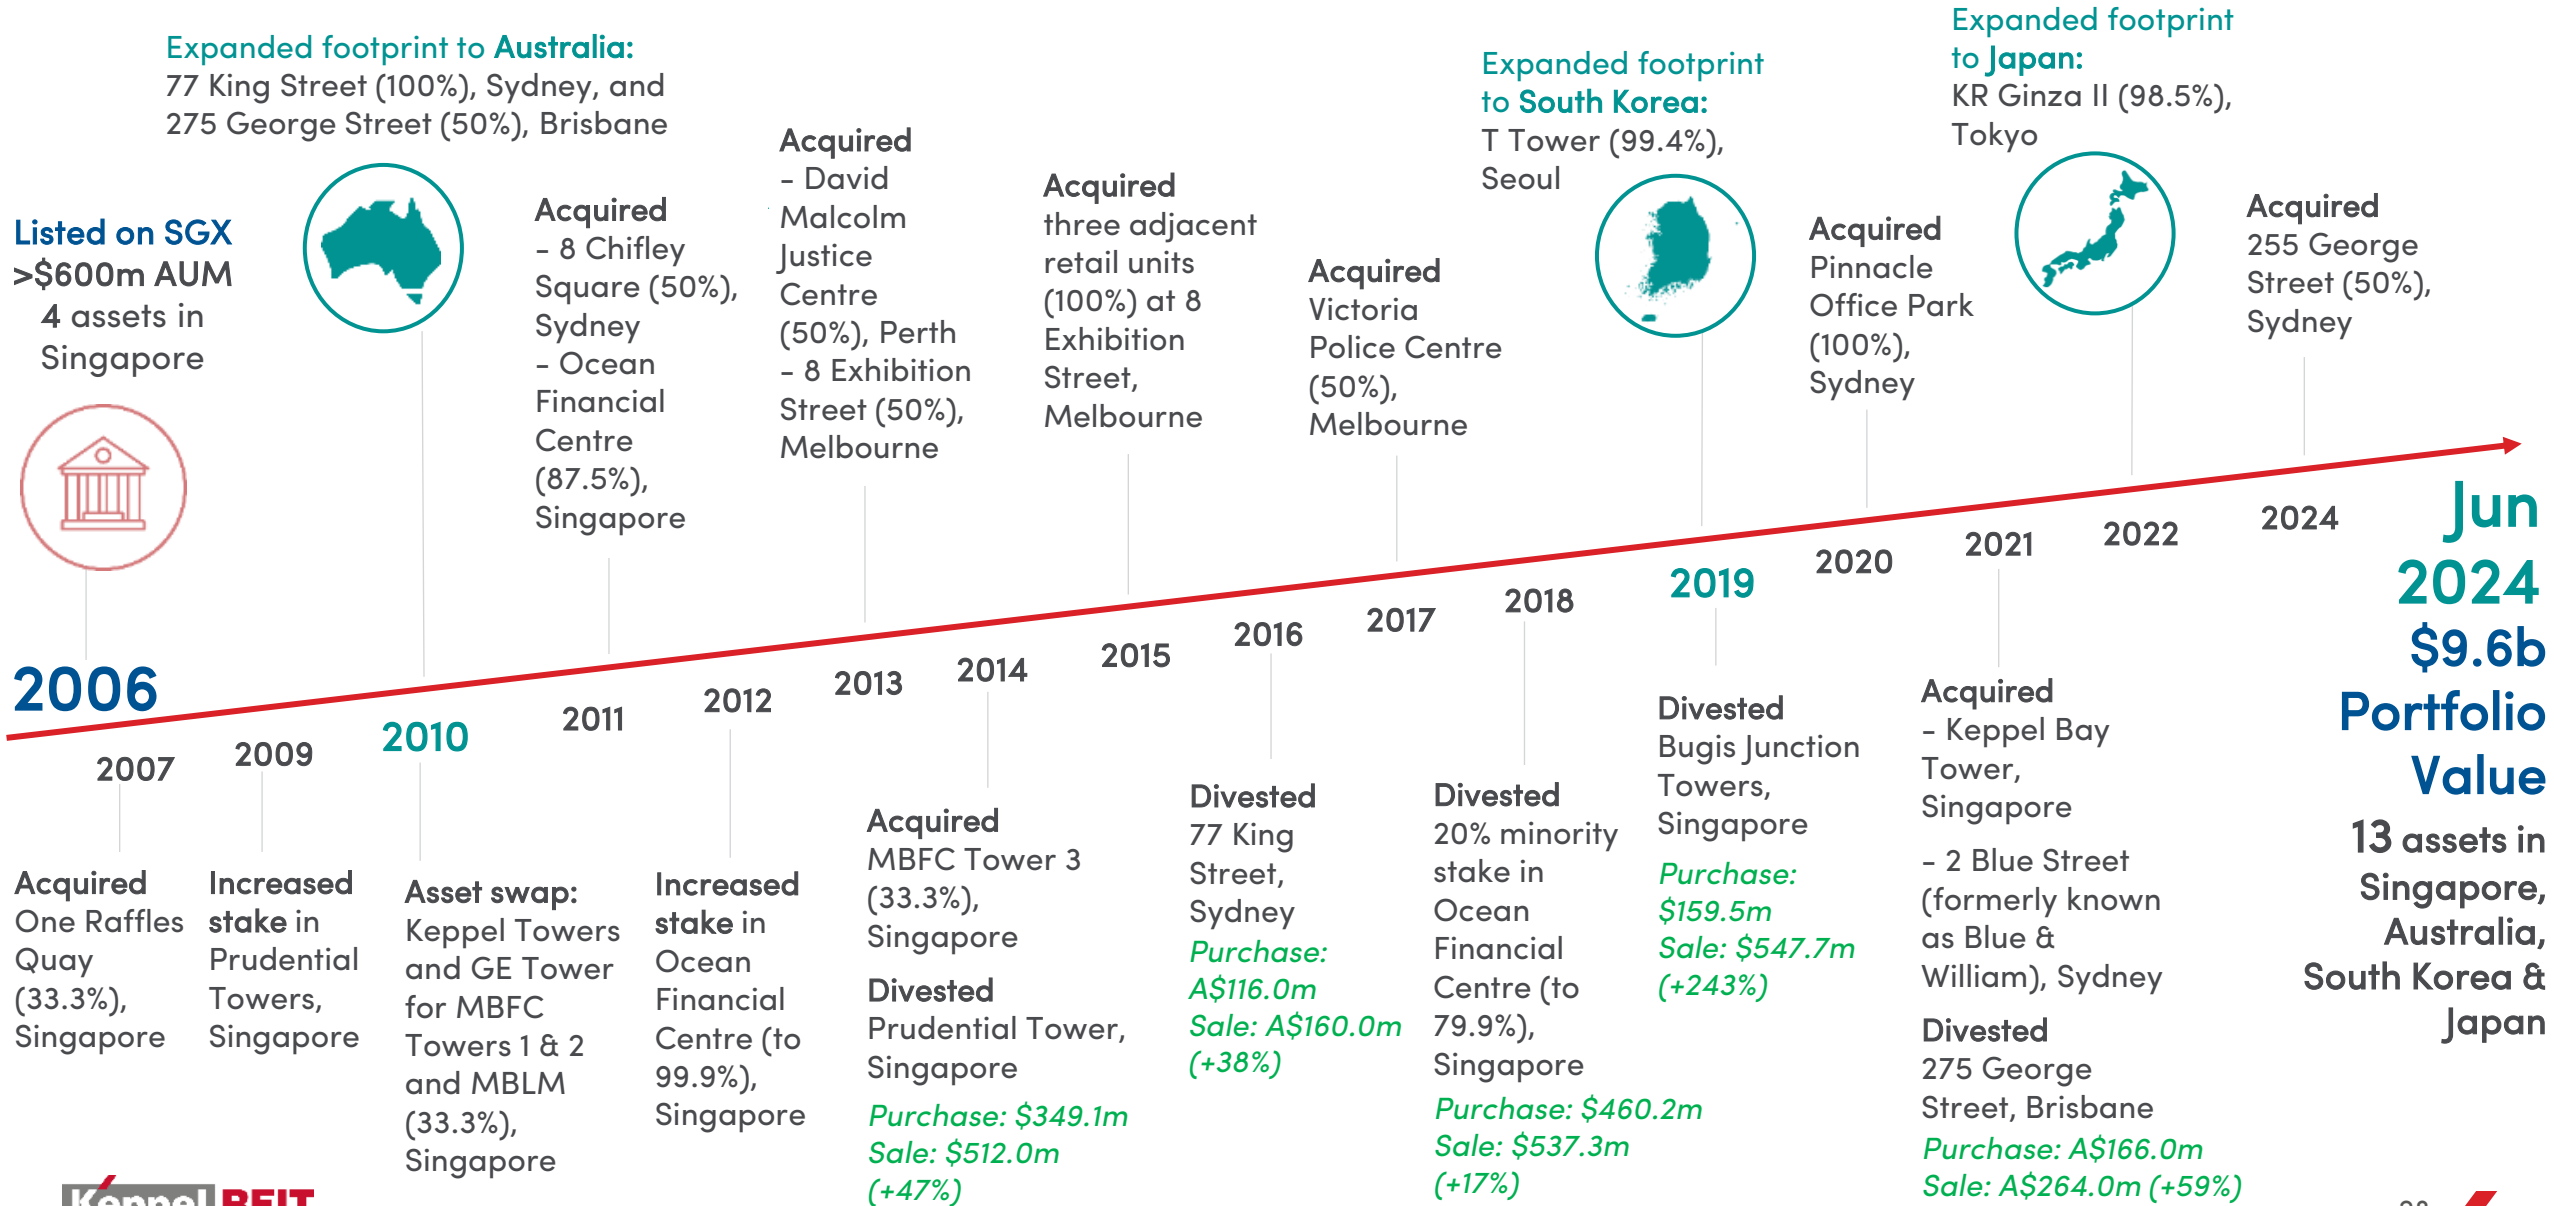 Listed on SGX
>$600m AUM
4 assets in
Singapore
2006
Expanded footprint to Australia:
77 King Street (100%), Sydney, and
275 George Street (50%), Brisbane
Acquired
- 8 Chifley
Square (50%),
Sydney
- Ocean
Financial
Centre
(87.5%),
Singapore
Acquired
- David
Malcolm
Justice
Centre
(50%), Perth
- 8 Exhibition
Street (50%),
Melbourne
Acquired
three adjacent
retail units
(100%) at 8
Exhibition
Street,
Melbourne
Acquired
Victoria
Police Centre
(50%),
Melbourne
Expanded footprint
to South Korea:
T Tower (99.4%),
Seoul
Acquired
Pinnacle
Office Park
(100%),
Sydney
Expanded footprint
to Japan:
KR Ginza II (98.5%),
Tokyo
Acquired
255 George
Street (50%),
Sydney
2007
2009
2010
2011
2012
2013
2014
2015
2016
2017
2018
2019
2020
2021
2022
2024
Acquired
One Raffles
Quay
(33.3%),
Singapore
Increased
stake in
Prudential
Towers,
Singapore
Asset swap:
Keppel Towers
and GE Tower
for MBFC
Towers 1 & 2
and MBLM
(33.3%),
Singapore
Increased
stake in
Ocean
Financial
Centre (to
99.9%),
Singapore
Acquired
MBFC Tower 3
(33.3%),
Singapore
Divested
Prudential Tower,
Singapore
Purchase: $349.1m
Sale: $512.0m
(+47%)
Divested
77 King
Street,
Sydney
Purchase:
A$116.0m
Sale: A$160.0m
(+38%)
Divested
20% minority
stake in
Ocean
Financial
Centre (to
79.9%),
Singapore
Purchase: $460.2m
Sale: $537.3m
(+17%)
Divested
Bugis Junction
Towers,
Singapore
Purchase:
$159.5m
Sale: $547.7m
(+243%)
Acquired
- Keppel Bay
Tower,
Singapore
- 2 Blue Street
(formerly known
as Blue &
William), Sydney
Divested
275 George
Street, Brisbane
Purchase: A$166.0m
Sale: A$264.0m (+59%)
Jun
2024
$9.6b
Portfolio
Value
13 assets in
Singapore,
Australia,
South Korea &
Japan
Keppel REIT